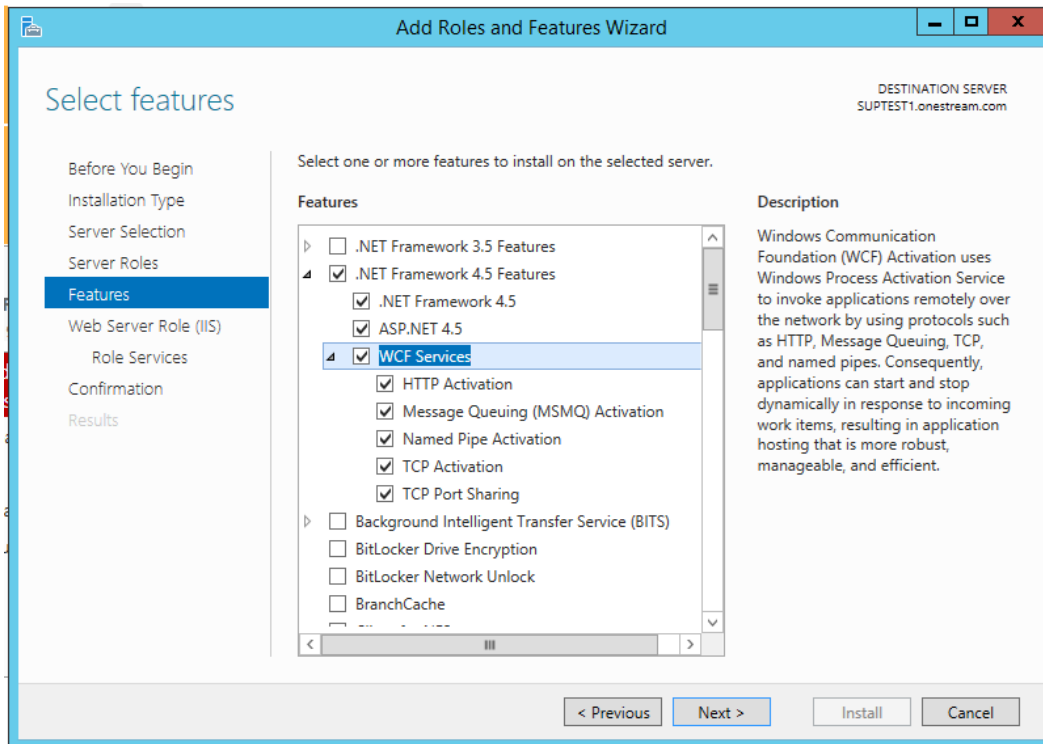 Add Roles and Features Wizard
Select features
DESTINATION SERVER
SUPTEST1.onestream.com
Before You Begin
Installation Type
Server Selection
Server Roles
Features
Web Server Role (IIS)
Role Services
Confirmation
Results
Select one or more features to install on the selected server.
Features
.NET Framework 3.5 Features
.NET Framework 4.5 Features
.NET Framework 4.5
ASP.NET 4.5
WCF Services
HTTP Activation
Message Queuing (MSMQ) Activation
Named Pipe Activation
TCP Activation
TCP Port Sharing
Background Intelligent Transfer Service (BITS)
BitLocker Drive Encryption
BitLocker Network Unlock
BranchCache
Description
Windows Communication
Foundation (WCF) Activation uses
Windows Process Activation Service
to invoke applications remotely over
the network by using protocols such
as HTTP, Message Queuing, TCP,
and named pipes. Consequently,
applications can start and stop
dynamically in response to incoming
work items, resulting in application
hosting that is more robust,
manageable, and efficient.
< Previous
Next >
Install
Cancel